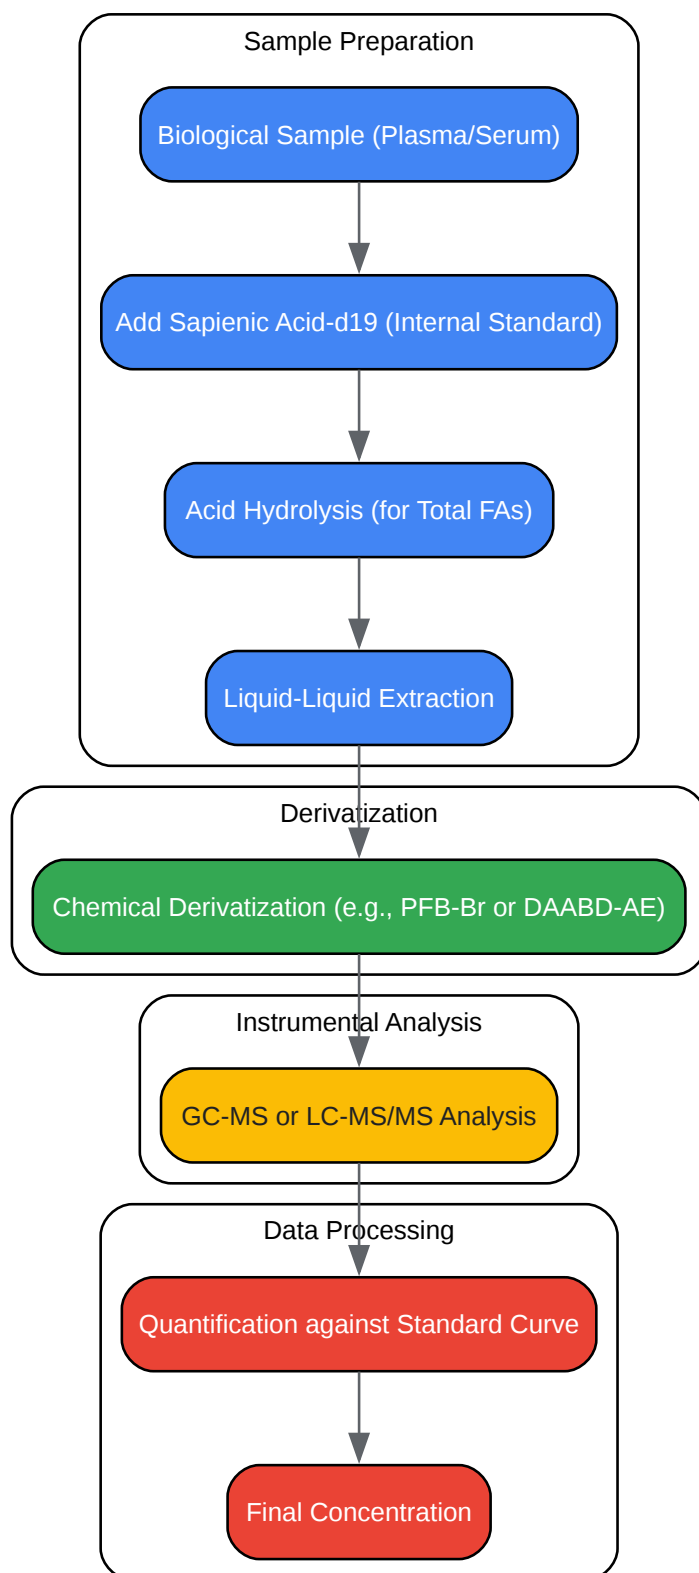 Sample Preparation
Biological Sample (Plasma/Serum)
Add Sapienic Acid-d19 (Internal Standard)
Acid Hydrolysis (for Total FAs)
Liquid-Liquid Extraction
Derivatization
Chemical Derivatization (e.g., PFB-Br or DAABD-AE)
Instrumental Analysis
GC-MS or LC-MS/MS Analysis
Data Processing
Quantification against Standard Curve
Final Concentration